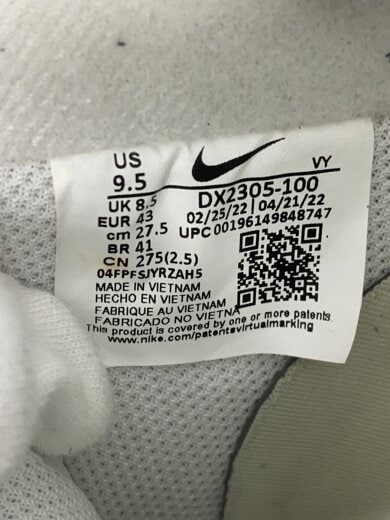 US
9.5
VY
UK 8.5
EUR 43
cm 27.5
BR 41
CN 275(2.5)
DX2305-100
02/25/22 | 04/21/22
UPC 00196149848747
04FPFSJYRZAH5
MADE IN VIETNAM
HECHO EN VIETNAM
FABRIQUE AU VIETNAM
FABRICADO NO VIETNA
This product is covered by one or more patents.
www.nike.com/patentsvirtualmarking